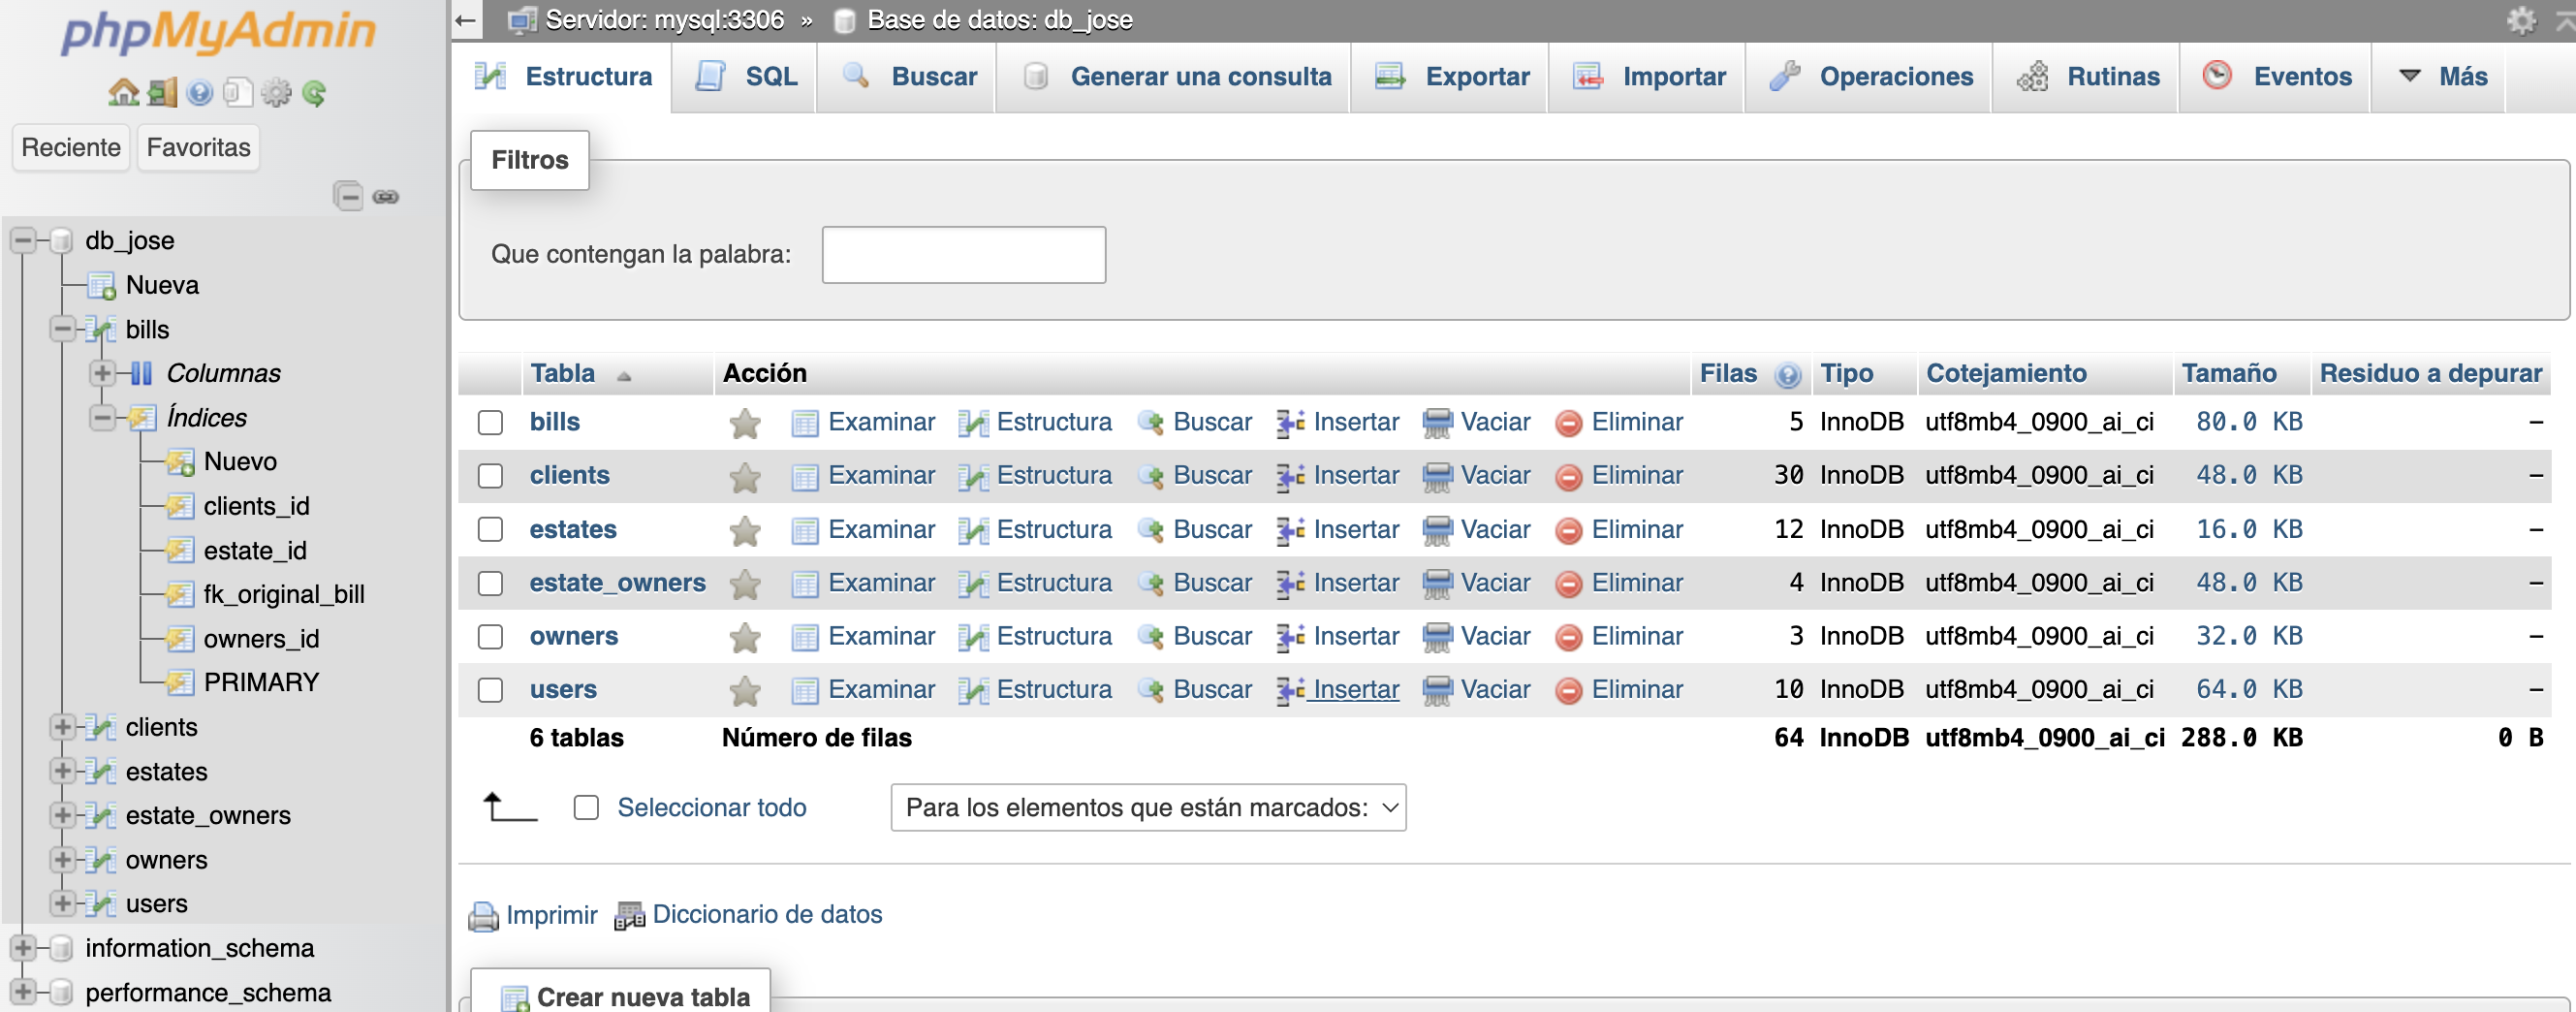 phpMyAdmin
Reciente Favoritas
db_jose
Nueva
bills
Columnas
Índices
Nuevo
clients_id
estate_id
fk_original_bill
owners_id
PRIMARY
clients
estates
estate_owners
owners
users
information_schema
performance_schema
Servidor: mysql:3306 » Base de datos: db_jose
Estructura SQL Buscar Generar una consulta Exportar Importar Operaciones Rutinas Eventos Más
Filtros
Que contengan la palabra:
Tabla Acción Filas Tipo Cotejamiento Tamaño Residuo a depurar
bills Examinar Estructura Buscar Insertar Vaciar Eliminar 5 InnoDB utf8mb4_0900_ai_ci 80.0 KB –
clients Examinar Estructura Buscar Insertar Vaciar Eliminar 30 InnoDB utf8mb4_0900_ai_ci 48.0 KB –
estates Examinar Estructura Buscar Insertar Vaciar Eliminar 12 InnoDB utf8mb4_0900_ai_ci 16.0 KB –
estate_owners Examinar Estructura Buscar Insertar Vaciar Eliminar 4 InnoDB utf8mb4_0900_ai_ci 48.0 KB –
owners Examinar Estructura Buscar Insertar Vaciar Eliminar 3 InnoDB utf8mb4_0900_ai_ci 32.0 KB –
users Examinar Estructura Buscar Insertar Vaciar Eliminar 10 InnoDB utf8mb4_0900_ai_ci 64.0 KB –
6 tablas Número de filas 64 InnoDB utf8mb4_0900_ai_ci 288.0 KB 0 B
Seleccionar todo Para los elementos que están marcados:
Imprimir Diccionario de datos
Crear nueva tabla